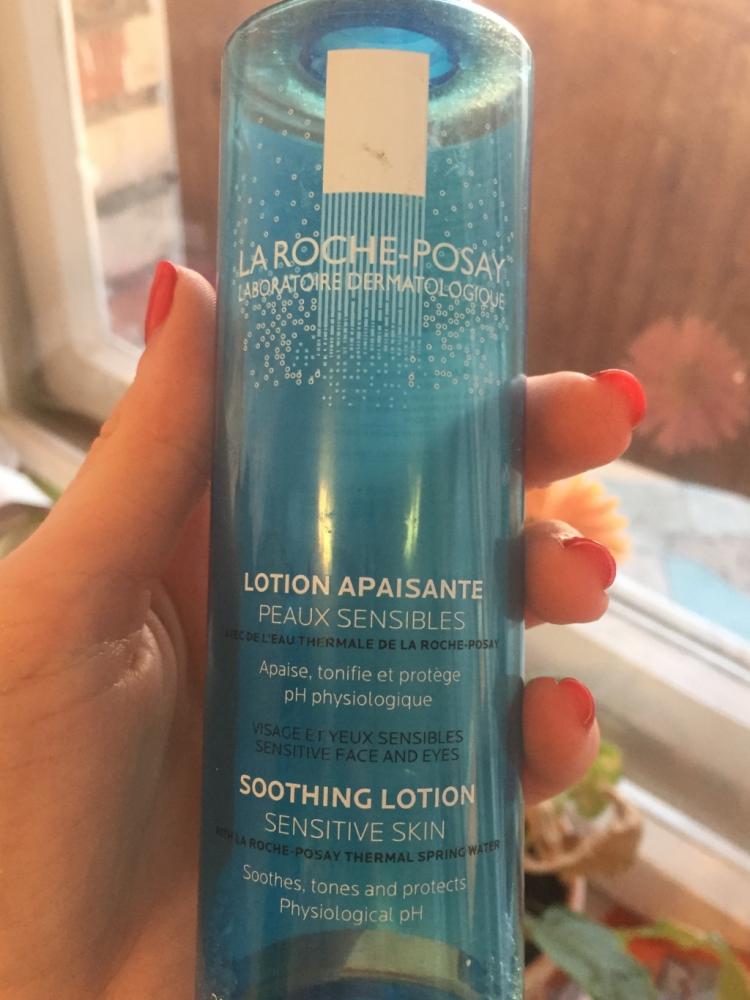 LA ROCHE-POSAY
LABORATOIRE DERMATOLOGIQUE
LOTION APAISANTE
PEAUX SENSIBLES
AVEC DE L'EAU THERMALE DE LA ROCHE-POSAY
Apaise, tonifie et protège
pH physiologique
VISAGE ET YEUX SENSIBLES
SENSITIVE FACE AND EYES
SOOTHING LOTION
SENSITIVE SKIN
WITH LA ROCHE-POSAY THERMAL SPRING WATER
Soothes, tones and protects
Physiological pH